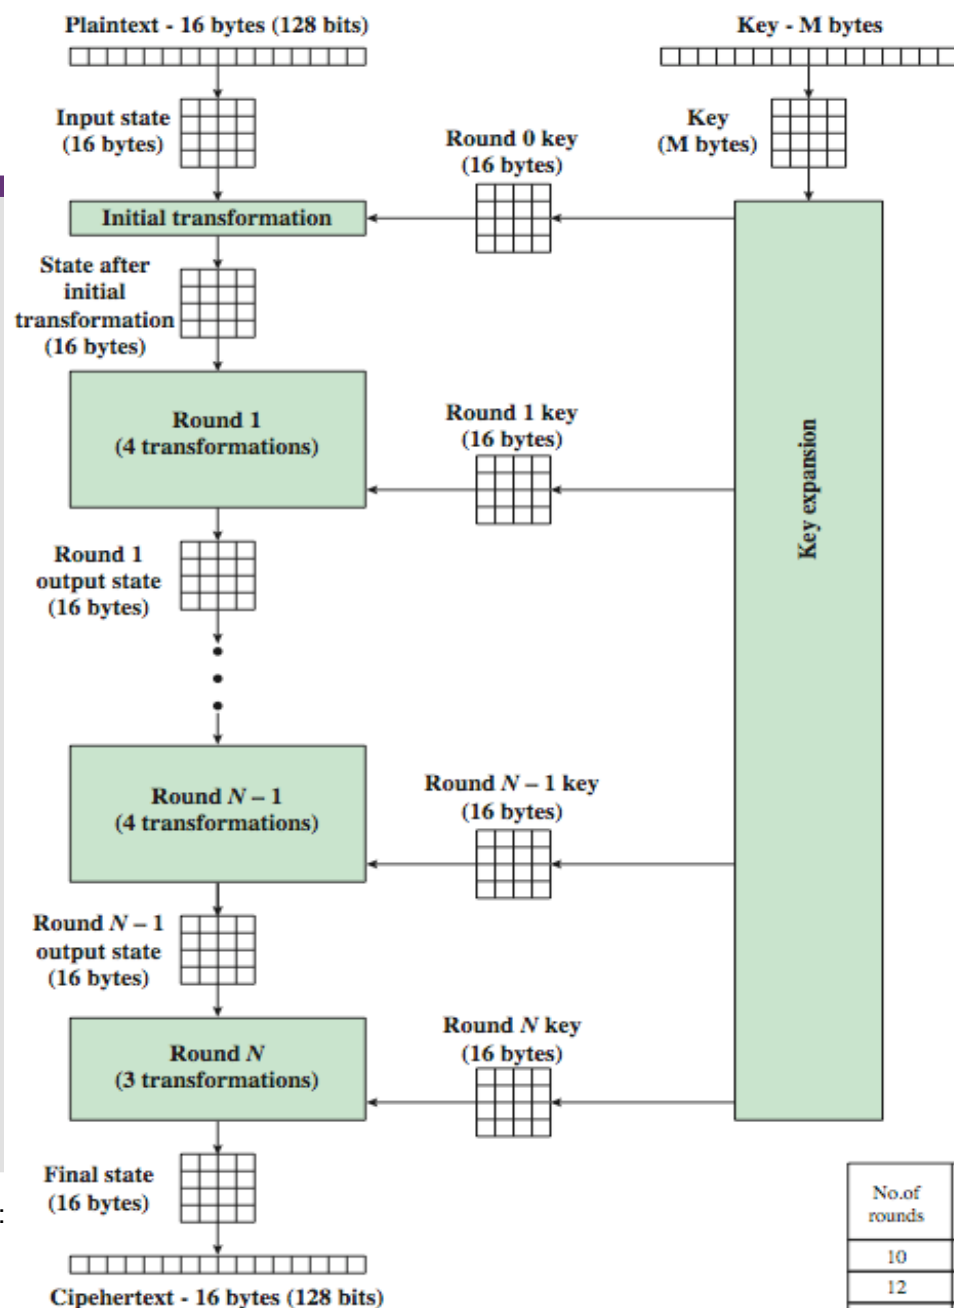 Plaintext - 16 bytes (128 bits)
Key - M bytes
Input state
(16 bytes)
Round 0 key
(16 bytes)
Key
(M bytes)
Initial transformation
State after
initial
transformation
(16 bytes)
Round 1
(4 transformations)
Round 1 key
(16 bytes)
Key expansion
Round 1
output state
(16 bytes)
Round N – 1
(4 transformations)
Round N – 1 key
(16 bytes)
Round N – 1
output state
(16 bytes)
Round N
(3 transformations)
Round N key
(16 bytes)
Final state
(16 bytes)
:
No.of
rounds
10
12
Cipehertext - 16 bytes (128 bits)